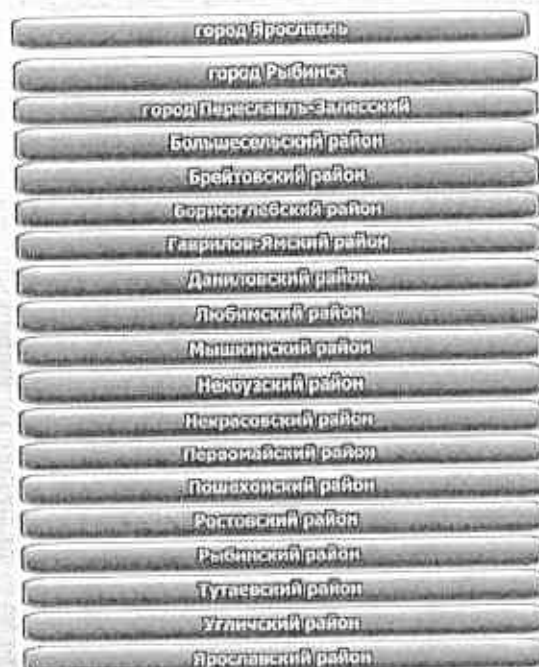 город Ярославль
город Рыбинск
город Переславль-Залесский
Большесельский район
Брейтовский район
Борисоглебский район
Гаврилов-Ямский район
Даниловский район
Любимский район
Мышкинский район
Некоузский район
Некрасовский район
Первомайский район
Пошехонский район
Ростовский район
Рыбинский район
Тутаевский район
Угличский район
Ярославский район